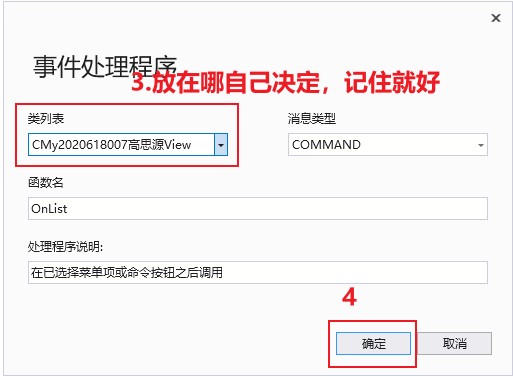 事件处理程序
3.放在哪自己决定，记住就好
类列表
消息类型
CMy2020618007高思源View
COMMAND
函数名
OnList
处理程序说明:
在已选择菜单项或命令按钮之后调用
4
确定
取消